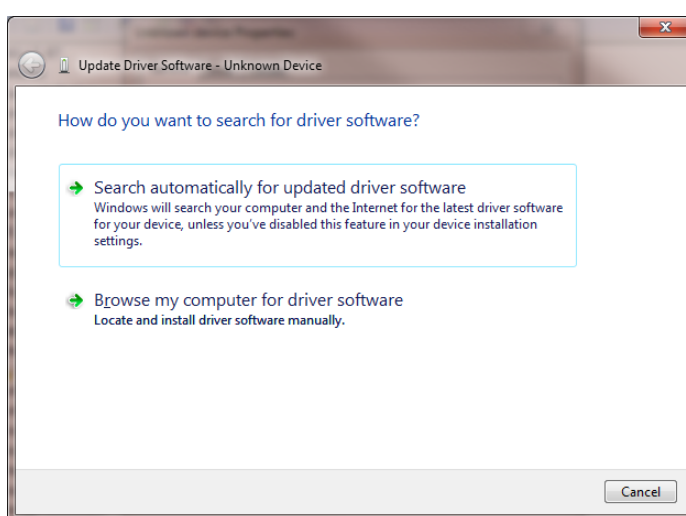 Unknown device Properties
Update Driver Software - Unknown Device
How do you want to search for driver software?
Search automatically for updated driver software
Windows will search your computer and the Internet for the latest driver software
for your device, unless you've disabled this feature in your device installation
settings.
Browse my computer for driver software
Locate and install driver software manually.
Cancel